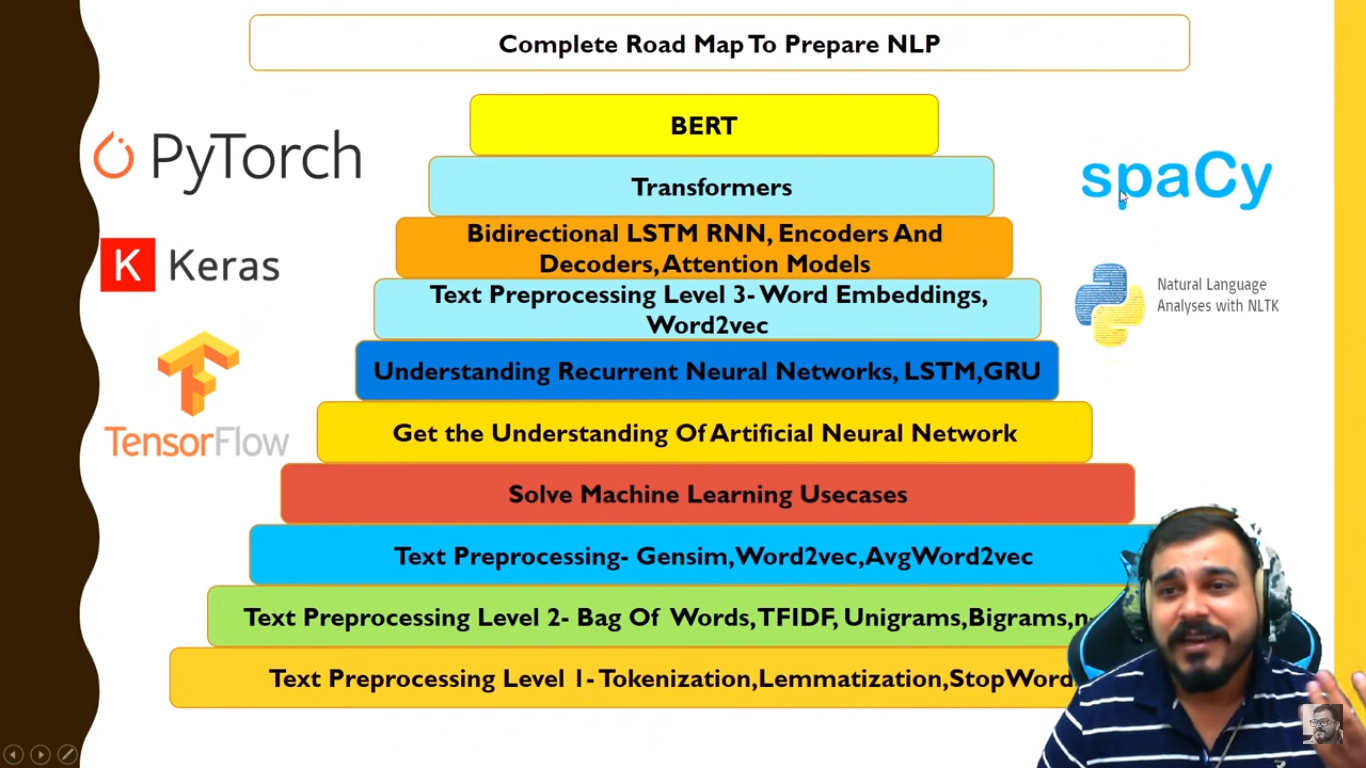 Complete Road Map To Prepare NLP
BERT
PyTorch
Transformers
spaCy
Bidirectional LSTM RNN, Encoders And
Decoders,Attention Models
K Keras
Text Preprocessing Level 3- Word Embeddings,
Word2vec
Natural Language
Analyses with NLTK
Understanding Recurrent Neural Networks, LSTM,GRU
TensorFlow
Get the Understanding Of Artificial Neural Network
Solve Machine Learning Usecases
Text Preprocessing- Gensim,Word2vec,AvgWord2vec
Text Preprocessing Level 2- Bag Of Words,TFIDF, Unigrams,Bigrams,n-
Text Preprocessing Level 1- Tokenization,Lemmatization,StopWord